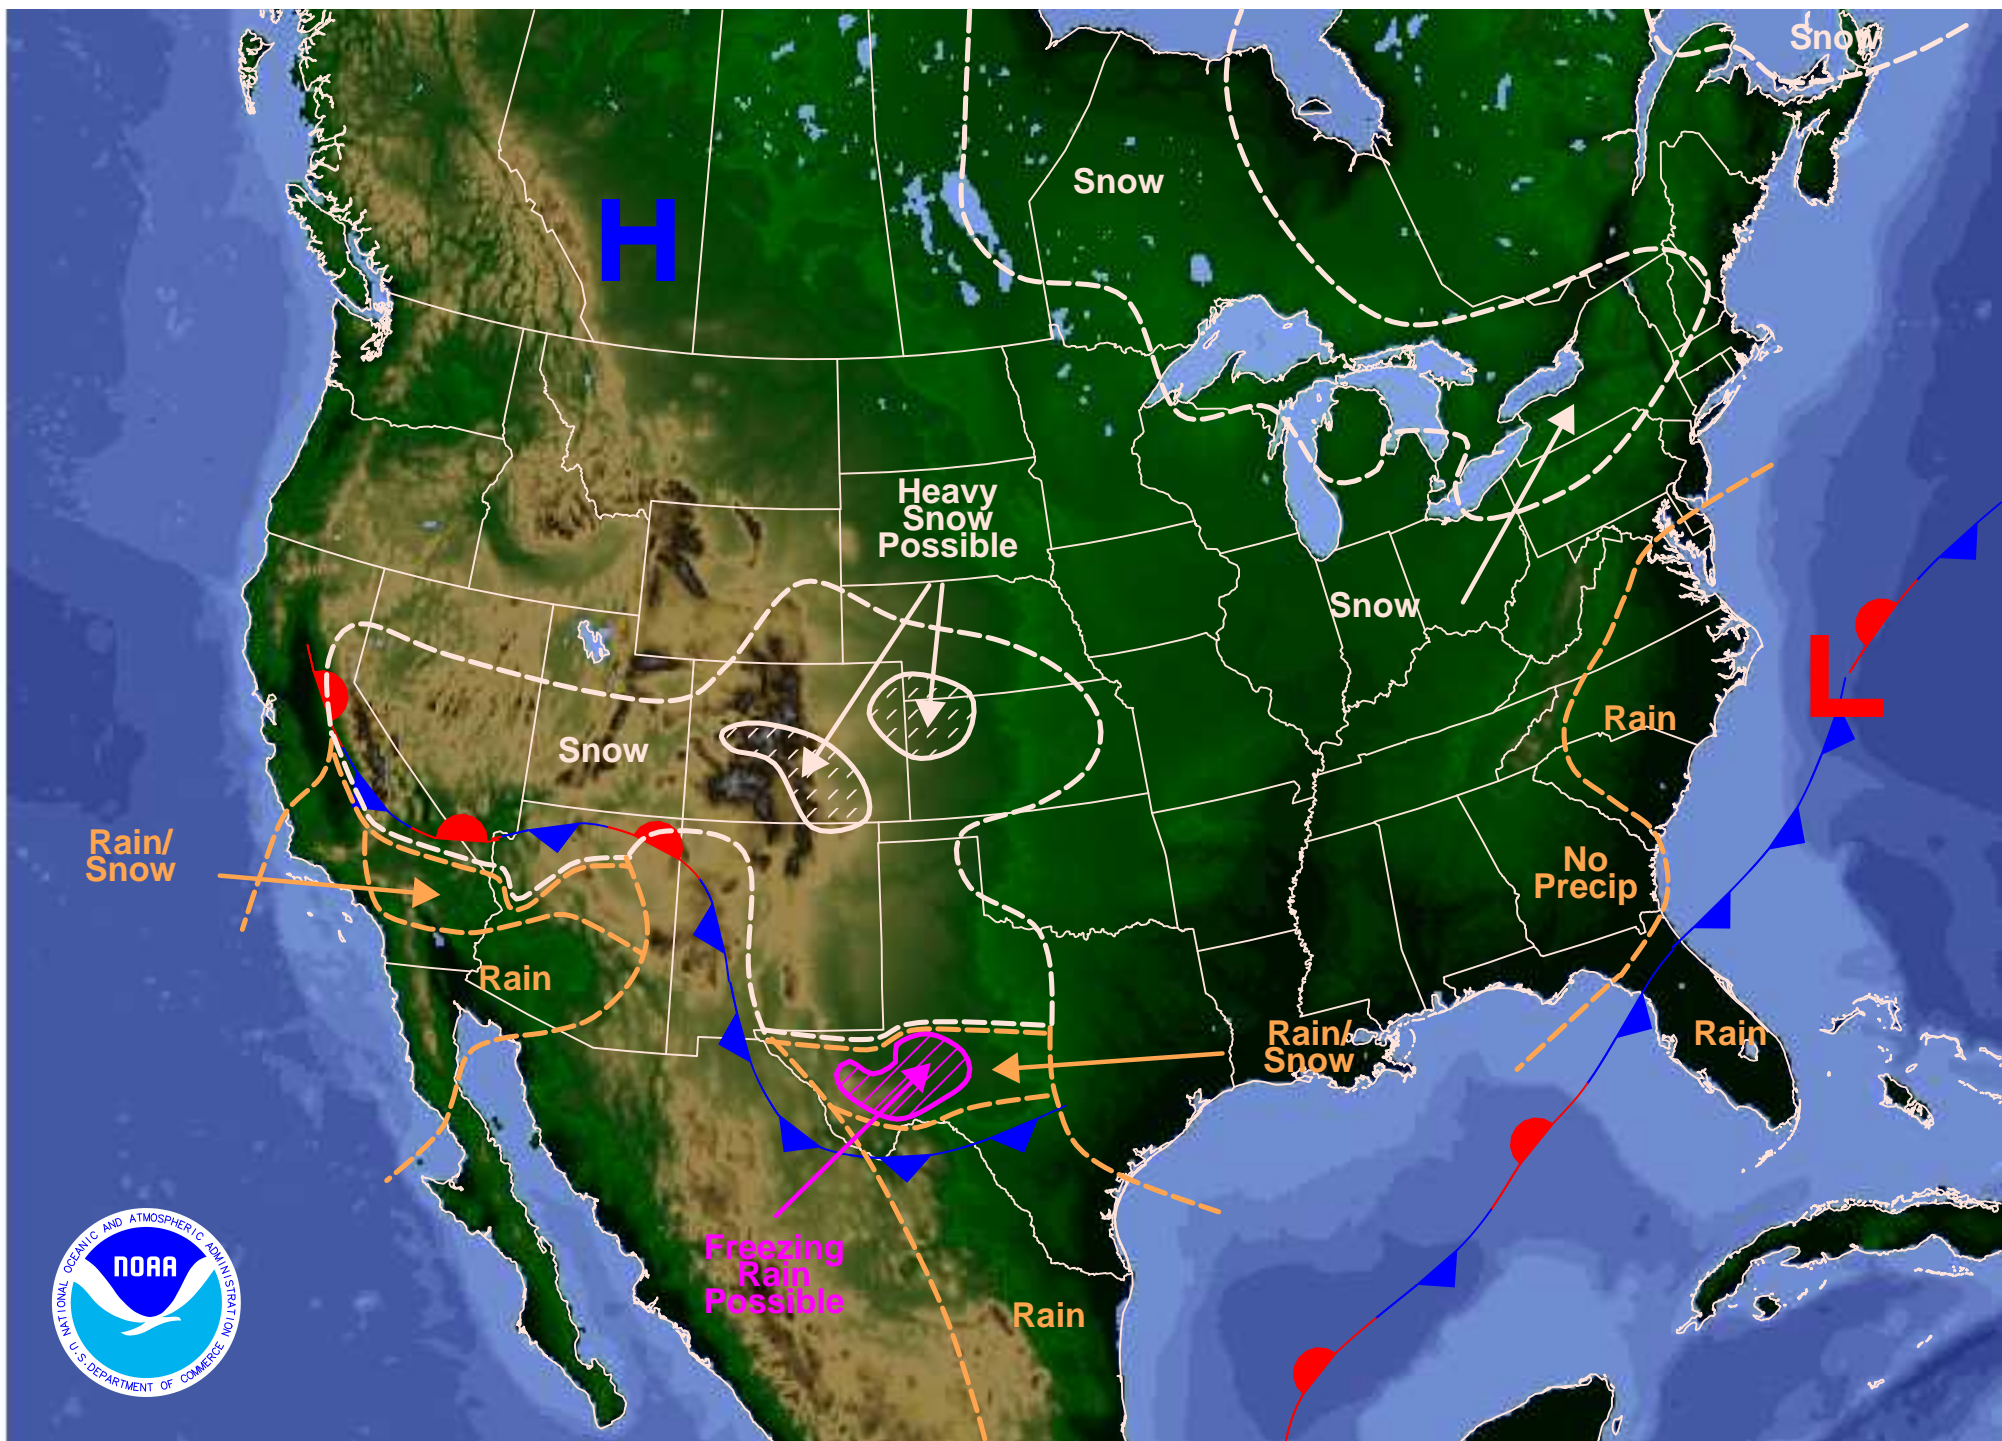 Snow
Snow
H
Heavy
Snow
Possible
Snow
L
Rain
Snow
Rain/
Snow
No
Precip
Rain
Rain/
Snow
Rain
Freezing
Rain
Possible
Rain
NATIONAL OCEANIC AND ATMOSPHERIC ADMINISTRATION
NOAA
U.S. DEPARTMENT OF COMMERCE